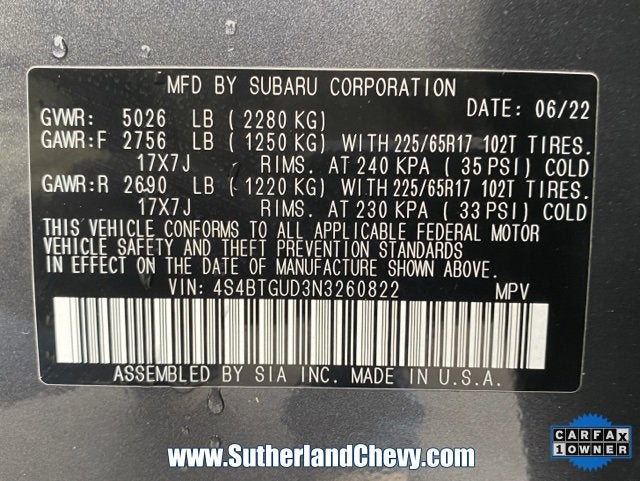 MFD BY SUBARU CORPORATION
DATE: 06/22
GVWR: 5026 LB ( 2280 KG)
GAWR:F 2756 LB ( 1250 KG) WITH 225/65R17 102T TIRES.
17X7J RIMS. AT 240 KPA ( 35 PSI) COLD
GAWR:R 2690 LB ( 1220 KG) WITH 225/65R17 102T TIRES.
17X7J RIMS. AT 230 KPA ( 33 PSI) COLD
THIS VEHICLE CONFORMS TO ALL APPLICABLE FEDERAL MOTOR
VEHICLE SAFETY AND THEFT PREVENTION STANDARDS
IN EFFECT ON THE DATE OF MANUFACTURE SHOWN ABOVE.
VIN: 4S4BTGUD3N3260822 MPV
ASSEMBLED BY SIA INC. MADE IN U.S.A.
CARFAX
1 OWNER
www.SutherlandChevy.com